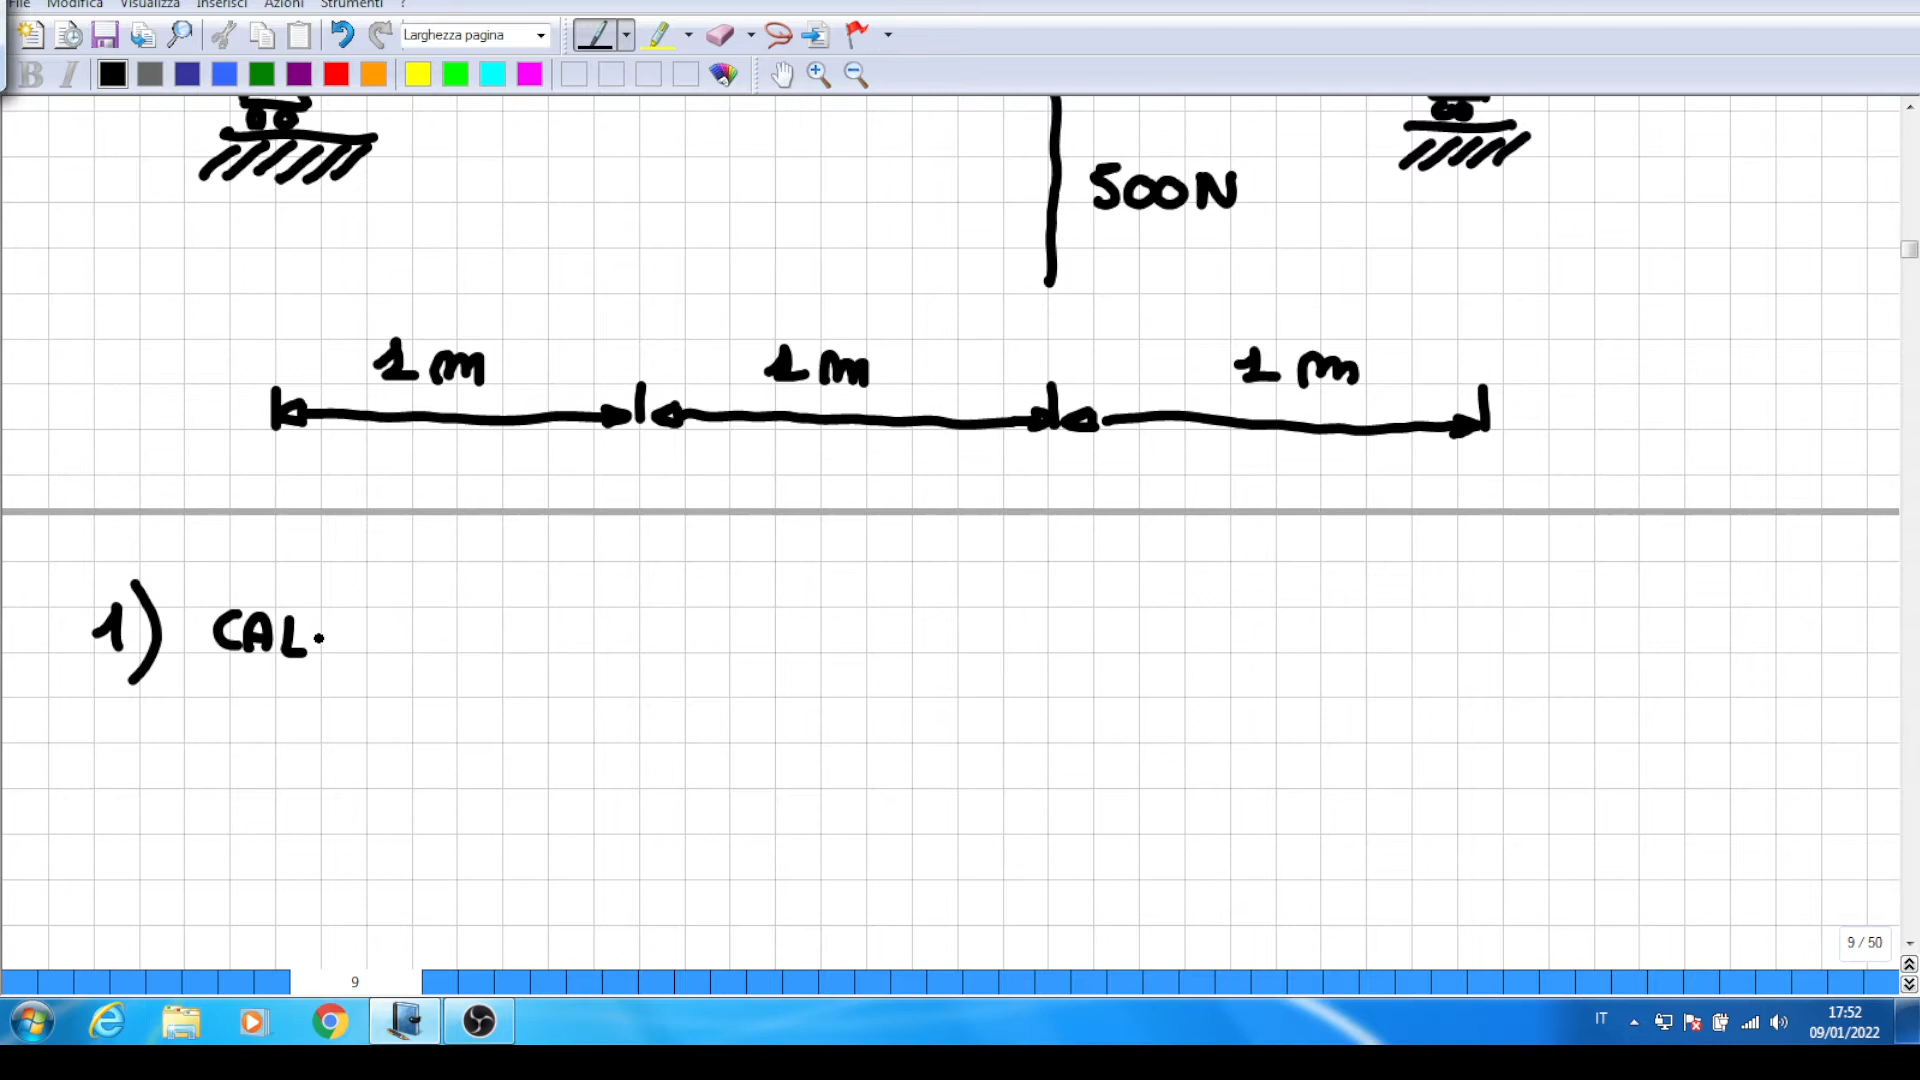 File Modifica Visualizza Inserisci Azioni Strumenti ?
Larghezza pagina
B I
500N
1 m 1 m 1 m
1) CAL
9 / 50
9
IT
17:52
09/01/2022